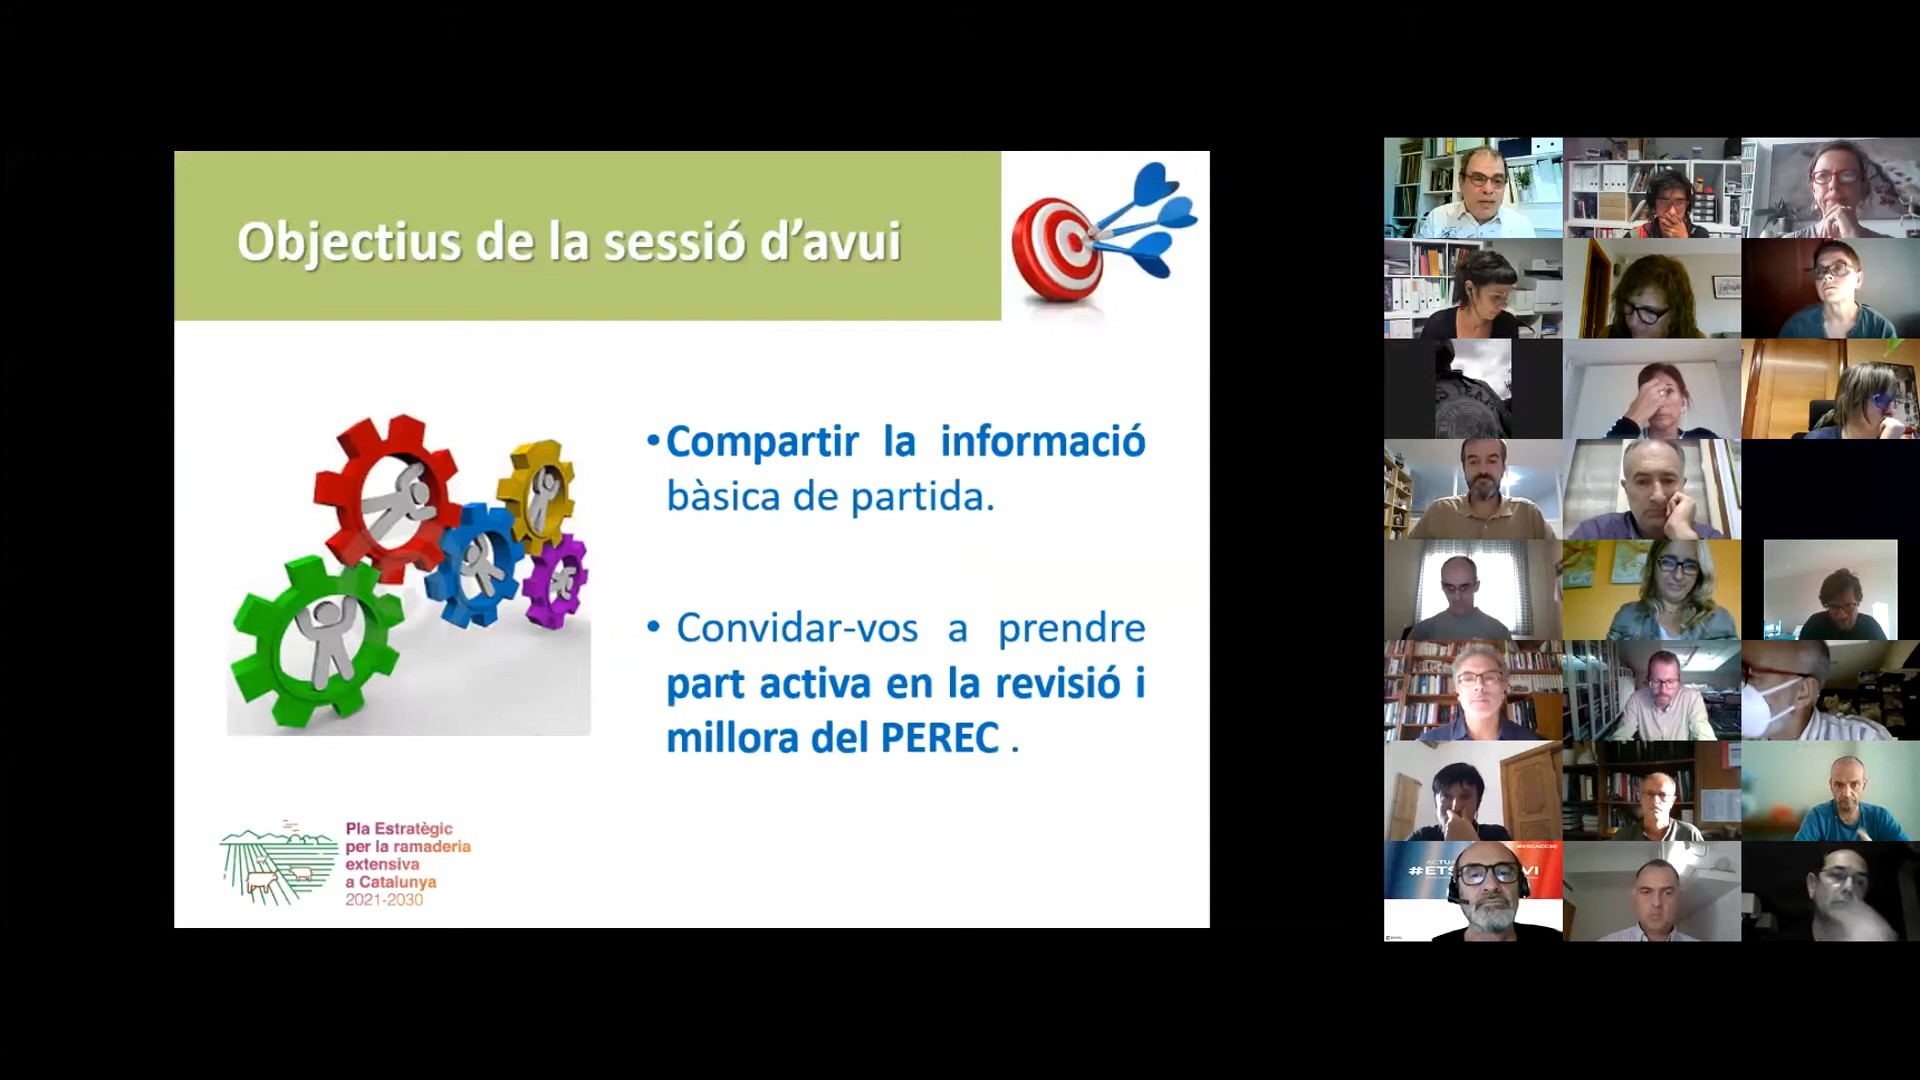 Objectius de la sessió d’avui
•Compartir la informació
bàsica de partida.
• Convidar-vos a prendre
part activa en la revisió i
millora del PEREC .
Pla Estratègic
per la ramaderia
extensiva
a Catalunya
2021-2030